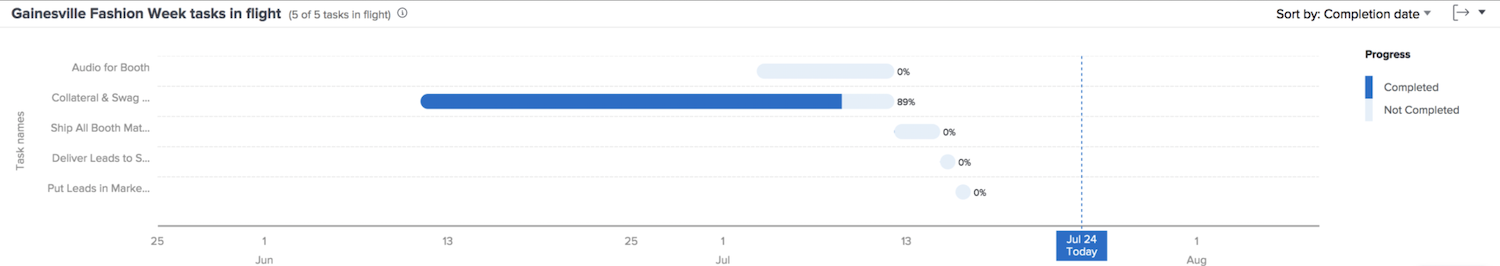 Gainesville Fashion Week tasks in flight (5 of 5 tasks in flight)
Sort by: Completion date
Progress
Completed
Not Completed
Task names
Audio for Booth 0%
Collateral & Swag ... 89%
Ship All Booth Mat... 0%
Deliver Leads to S... 0%
Put Leads in Marke... 0%
25 1 13 25 1 13 Jul 24 1
Jun Jul Today Aug